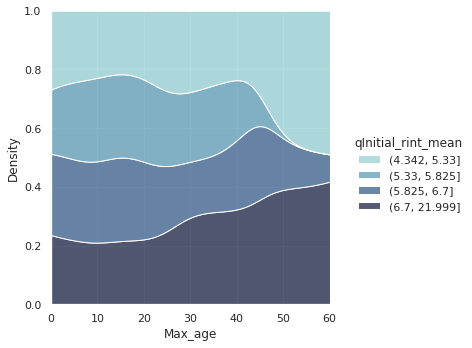 1.0
0.8
0.6
0.4
0.2
0.0
Density
0 10 20 30 40 50 60
Max_age
qInitial_rint_mean
(4.342, 5.33]
(5.33, 5.825]
(5.825, 6.7]
(6.7, 21.999]